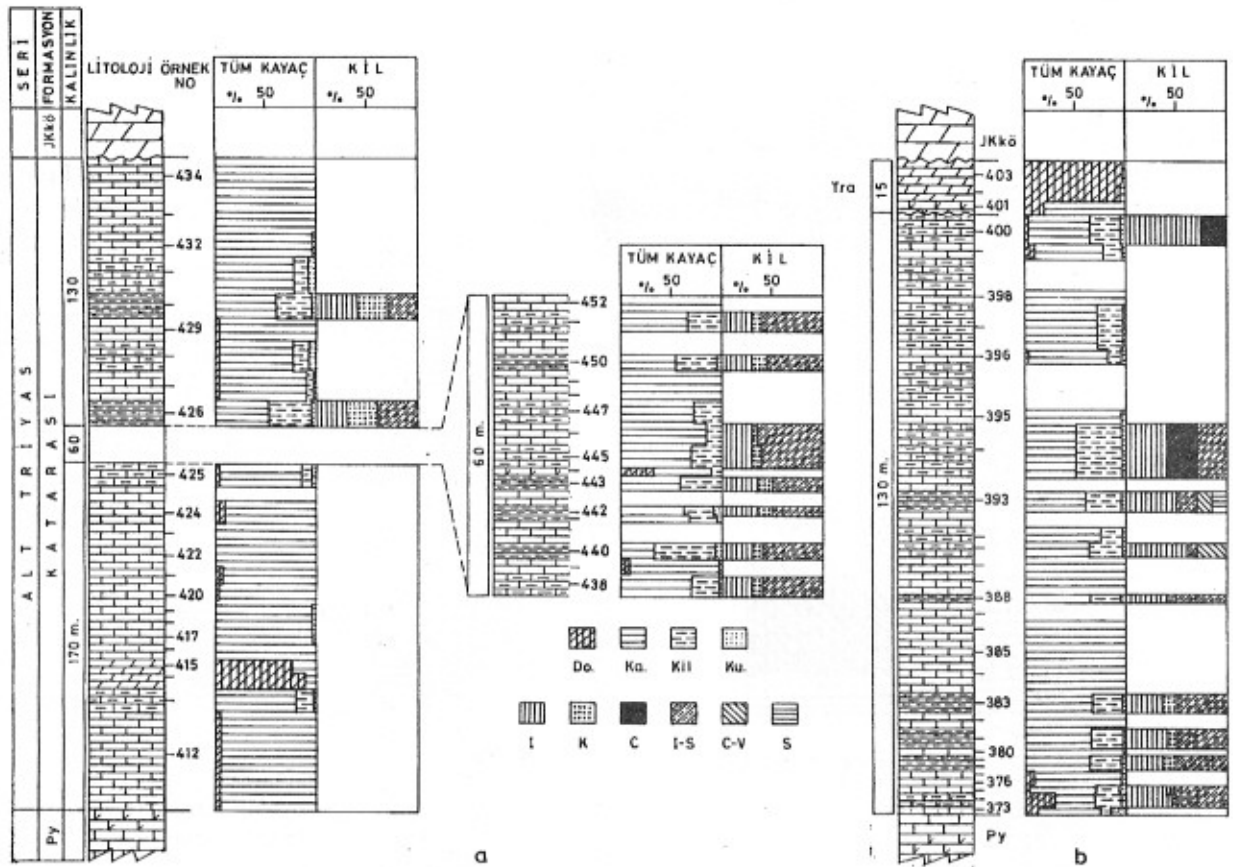 SERİ
FORMASYON
KALINLIK
LİTOLOJİ
ÖRNEK NO
TÜM KAYAÇ
KİL
% 50
50
JKkö
ALT TRİYAS
KATARASI
130
60
170 m.
Py
434
432
429
426
425
424
422
420
417
415
412
a
60 m.
TÜM KAYAÇ
KİL
% 50
50
452
450
447
445
443
442
440
438
Do.
Ka.
Kil
Ku.
I
K
C
I-S
C-V
S
TÜM KAYAÇ
KİL
% 50
50
JKkö
Tra
15
130 m.
403
401
400
398
396
395
393
388
385
383
380
376
373
Py
b